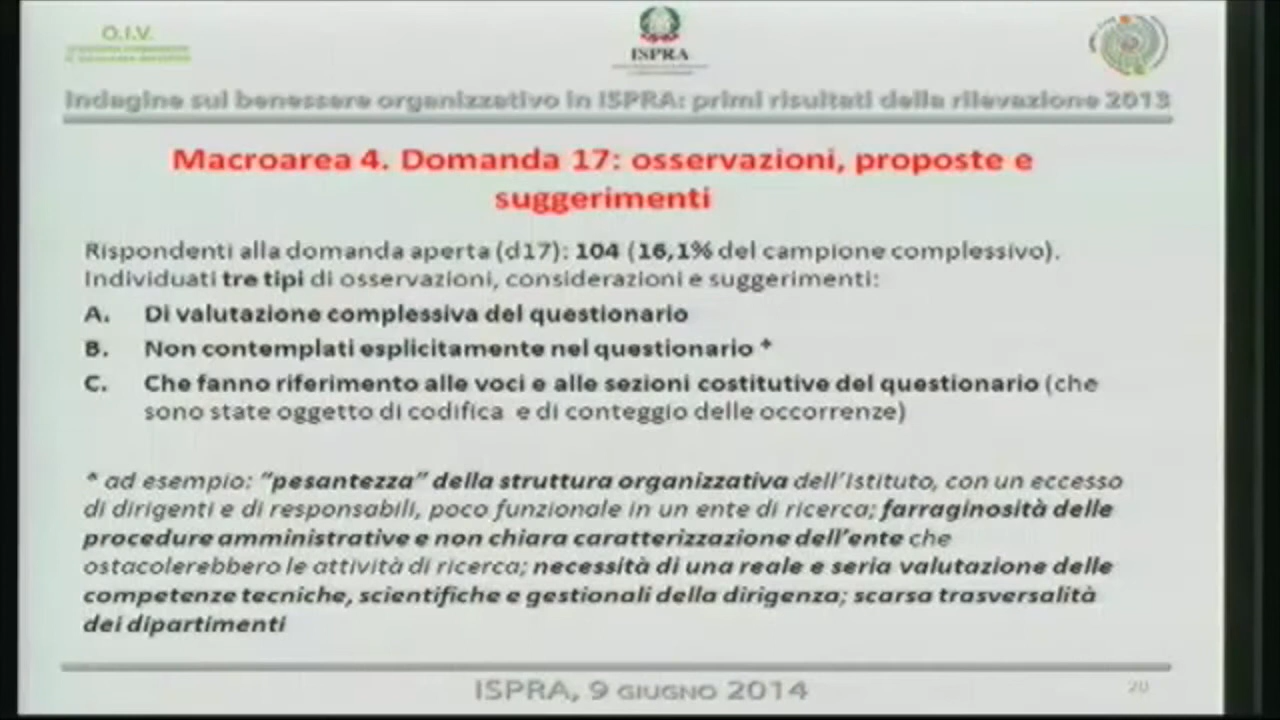 O.I.V.
ISPRA
Indagine sul benessere organizzativo in ISPRA: primi risultati della rilevazione 2013
Macroarea 4. Domanda 17: osservazioni, proposte e
suggerimenti
Rispondenti alla domanda aperta (d17): 104 (16,1% del campione complessivo).
Individuati tre tipi di osservazioni, considerazioni e suggerimenti:
A. Di valutazione complessiva del questionario
B. Non contemplati esplicitamente nel questionario *
C. Che fanno riferimento alle voci e alle sezioni costitutive del questionario (che
sono state oggetto di codifica e di conteggio delle occorrenze)
* ad esempio: "pesantezza" della struttura organizzativa dell'Istituto, con un eccesso
di dirigenti e di responsabili, poco funzionale in un ente di ricerca; farraginosità delle
procedure amministrative e non chiara caratterizzazione dell'ente che
ostacolerebbero le attività di ricerca; necessità di una reale e seria valutazione delle
competenze tecniche, scientifiche e gestionali della dirigenza; scarsa trasversalità
dei dipartimenti
ISPRA, 9 GIUGNO 2014
20